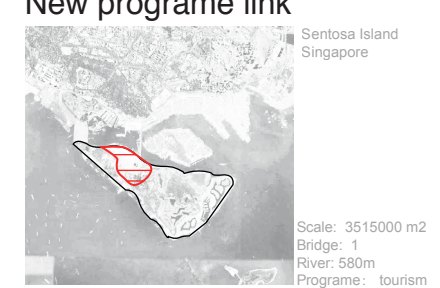 New programe link
Sentosa Island
Singapore
Scale: 3515000 m2
Bridge: 1
River: 580m
Programe: tourism